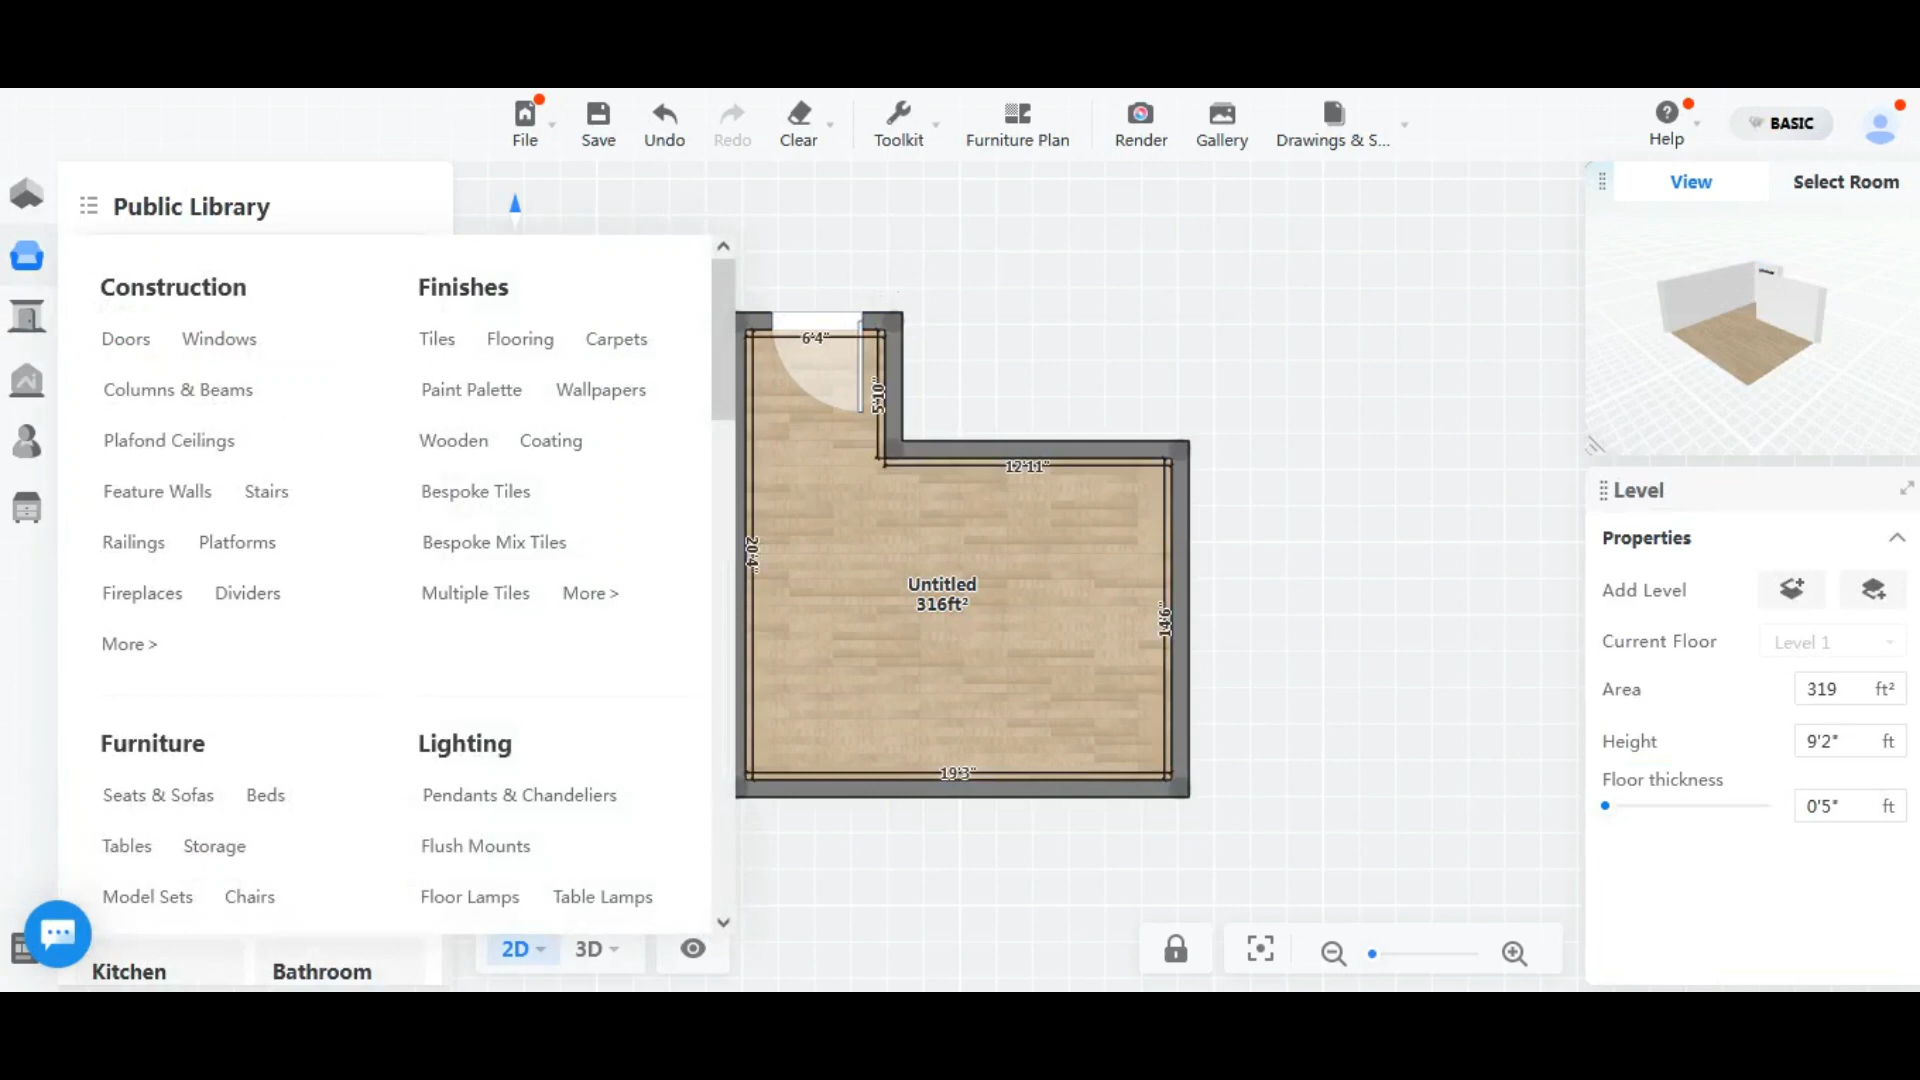 File
Save
Undo
Redo
Clear
Toolkit
Furniture Plan
Render
Gallery
Drawings & S...
Help
BASIC
Public Library
View
Select Room
Construction
Doors Windows
Columns & Beams
Plafond Ceilings
Feature Walls Stairs
Railings Platforms
Fireplaces Dividers
More >
Finishes
Tiles Flooring Carpets
Paint Palette Wallpapers
Wooden Coating
Bespoke Tiles
Bespoke Mix Tiles
Multiple Tiles More >
Furniture
Seats & Sofas Beds
Tables Storage
Model Sets Chairs
Lighting
Pendants & Chandeliers
Flush Mounts
Floor Lamps Table Lamps
Kitchen
Bathroom
6'4"
5'10"
12'11"
20'4"
Untitled
316ft²
14'6"
19'3"
2D
3D
Level
Properties
Add Level
Current Floor Level 1
Area 319 ft²
Height 9'2" ft
Floor thickness
0'5" ft